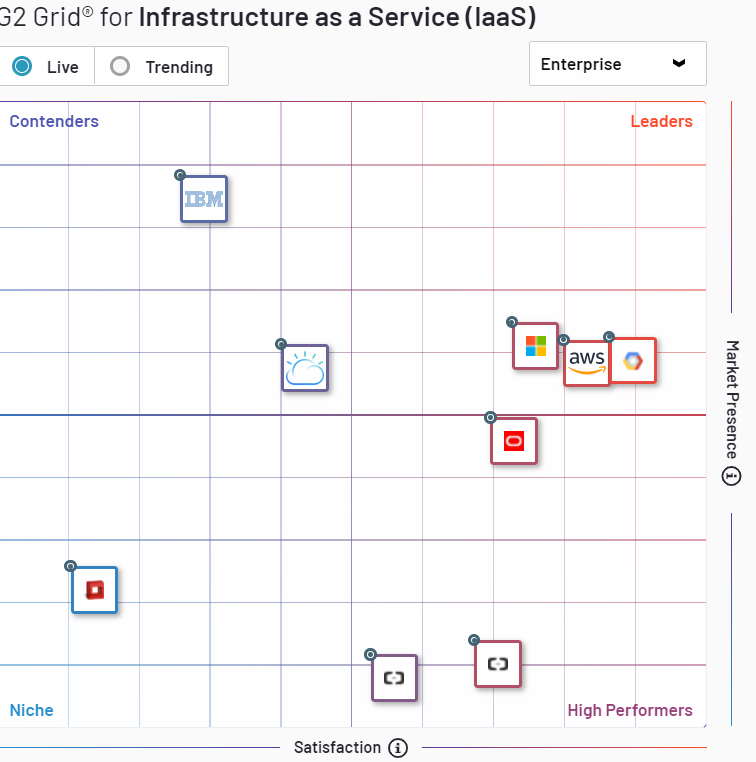 G2 Grid® for Infrastructure as a Service (IaaS)
Live
Trending
Enterprise
Contenders
Leaders
IBM
aws
Market Presence
Niche
High Performers
Satisfaction